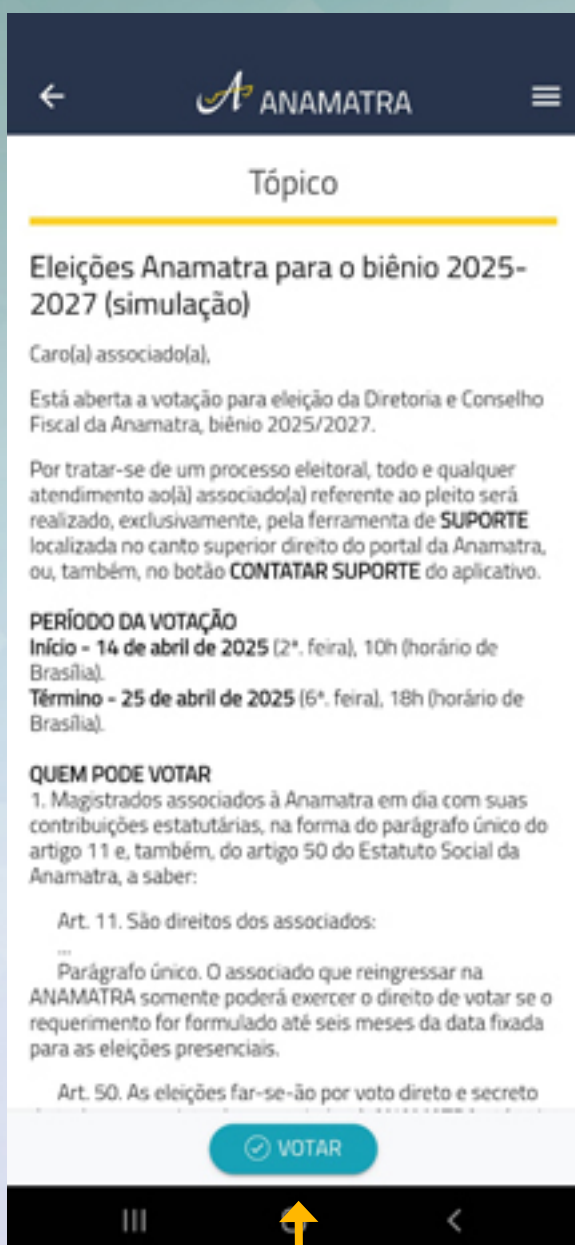 ANAMATRA
Tópico
Eleições Anamatra para o biênio 2025-
2027 (simulação)
Caro(a) associado(a),
Está aberta a votação para eleição da Diretoria e Conselho
Fiscal da Anamatra, biênio 2025/2027.
Por tratar-se de um processo eleitoral, todo e qualquer
atendimento ao(à) associado(a) referente ao pleito será
realizado, exclusivamente, pela ferramenta de SUPORTE
localizada no canto superior direito do portal da Anamatra,
ou, também, no botão CONTATAR SUPORTE do aplicativo.
PERÍODO DA VOTAÇÃO
Início - 14 de abril de 2025 (2ª. feira), 10h (horário de
Brasília).
Término - 25 de abril de 2025 (6ª. feira), 18h (horário de
Brasília).
QUEM PODE VOTAR
1. Magistrados associados à Anamatra em dia com suas
contribuições estatutárias, na forma do parágrafo único do
artigo 11 e, também, do artigo 50 do Estatuto Social da
Anamatra, a saber:
Art. 11. São direitos dos associados:
...
Parágrafo único. O associado que reingressar na
ANAMATRA somente poderá exercer o direito de votar se o
requerimento for formulado até seis meses da data fixada
para as eleições presenciais.
Art. 50. As eleições far-se-ão por voto direto e secreto
VOTAR